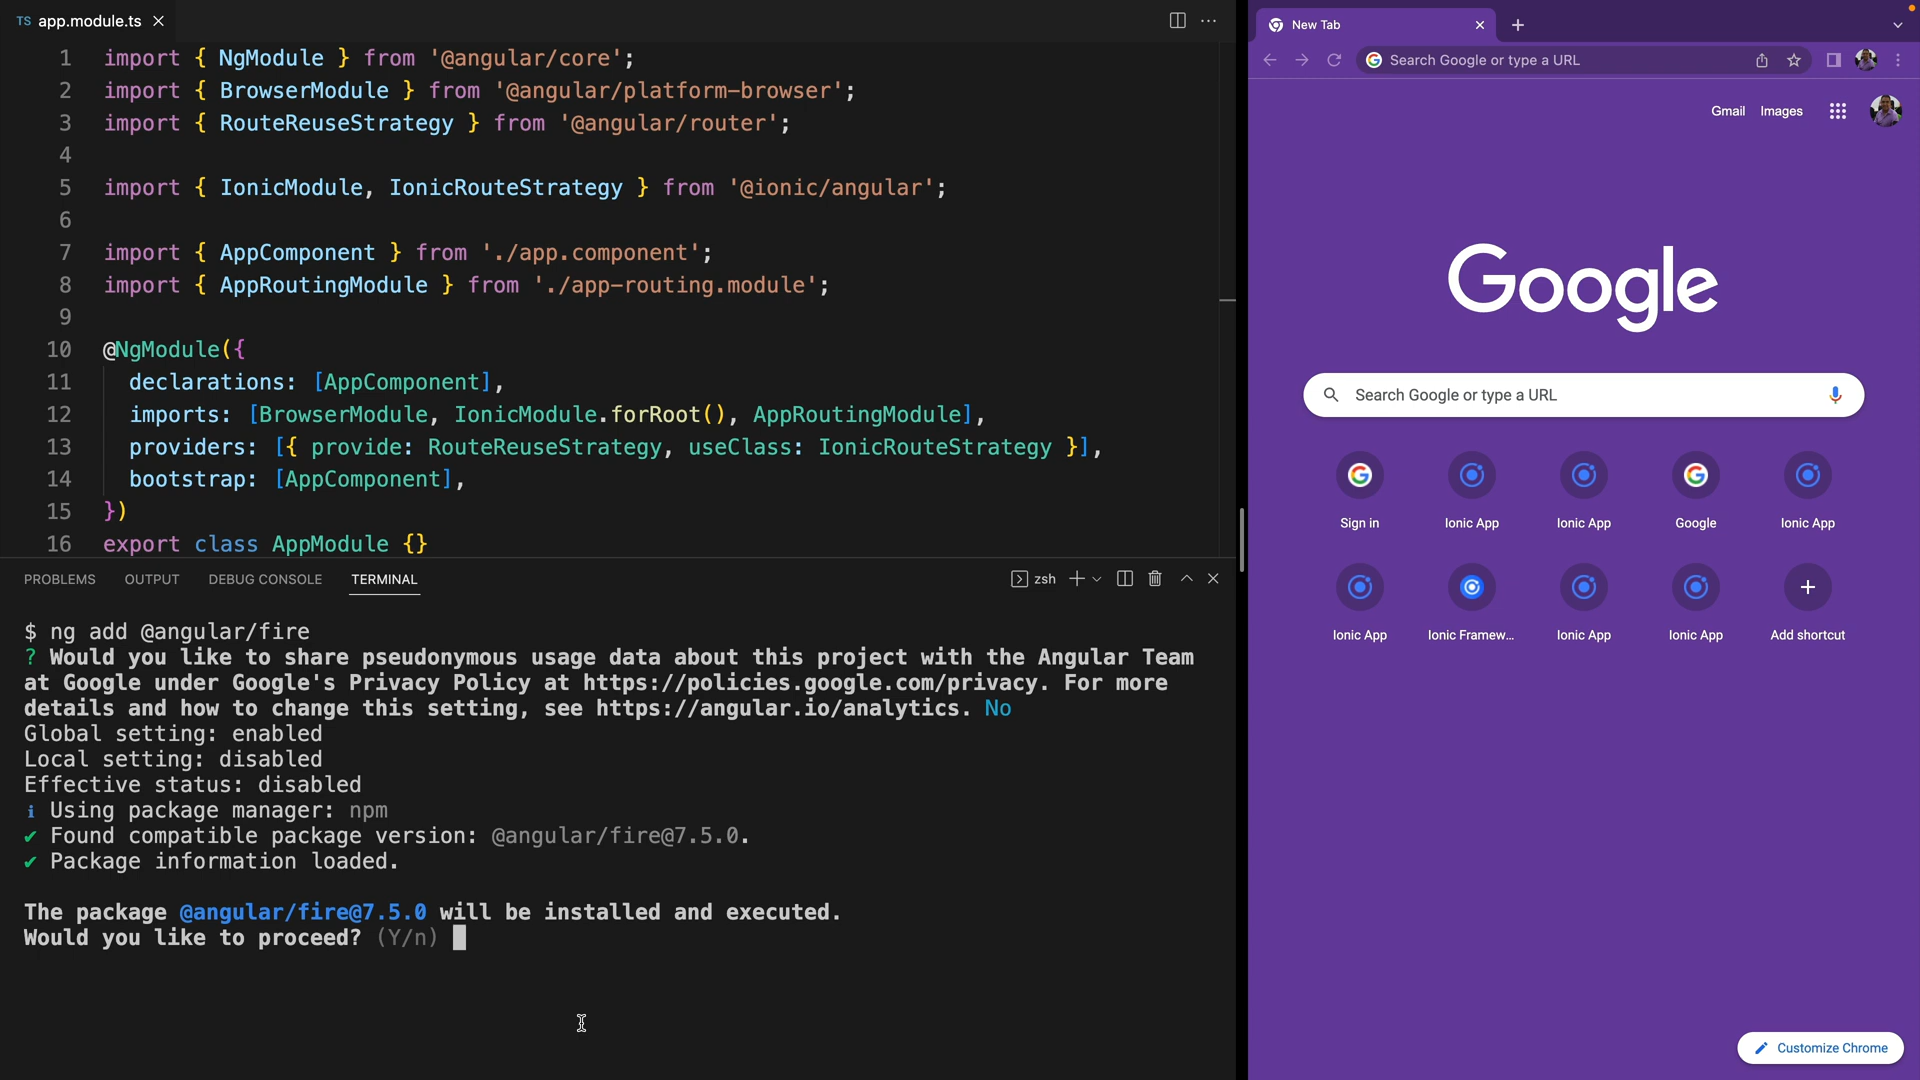 TS app.module.ts
1 import { NgModule } from '@angular/core';
2 import { BrowserModule } from '@angular/platform-browser';
3 import { RouteReuseStrategy } from '@angular/router';
4
5 import { IonicModule, IonicRouteStrategy } from '@ionic/angular';
6
7 import { AppComponent } from './app.component';
8 import { AppRoutingModule } from './app-routing.module';
9
10 @NgModule({
11 declarations: [AppComponent],
12 imports: [BrowserModule, IonicModule.forRoot(), AppRoutingModule],
13 providers: [{ provide: RouteReuseStrategy, useClass: IonicRouteStrategy }],
14 bootstrap: [AppComponent],
15 })
16 export class AppModule {}
PROBLEMS OUTPUT DEBUG CONSOLE TERMINAL zsh
$ ng add @angular/fire
? Would you like to share pseudonymous usage data about this project with the Angular Team
at Google under Google's Privacy Policy at https://policies.google.com/privacy. For more
details and how to change this setting, see https://angular.io/analytics. No
Global setting: enabled
Local setting: disabled
Effective status: disabled
ℹ Using package manager: npm
✔ Found compatible package version: @angular/fire@7.5.0.
✔ Package information loaded.
The package @angular/fire@7.5.0 will be installed and executed.
Would you like to proceed? (Y/n)
New Tab
Search Google or type a URL
Gmail Images
Google
Search Google or type a URL
Sign in Ionic App Ionic App Google Ionic App
Ionic App Ionic Framew... Ionic App Ionic App Add shortcut
Customize Chrome